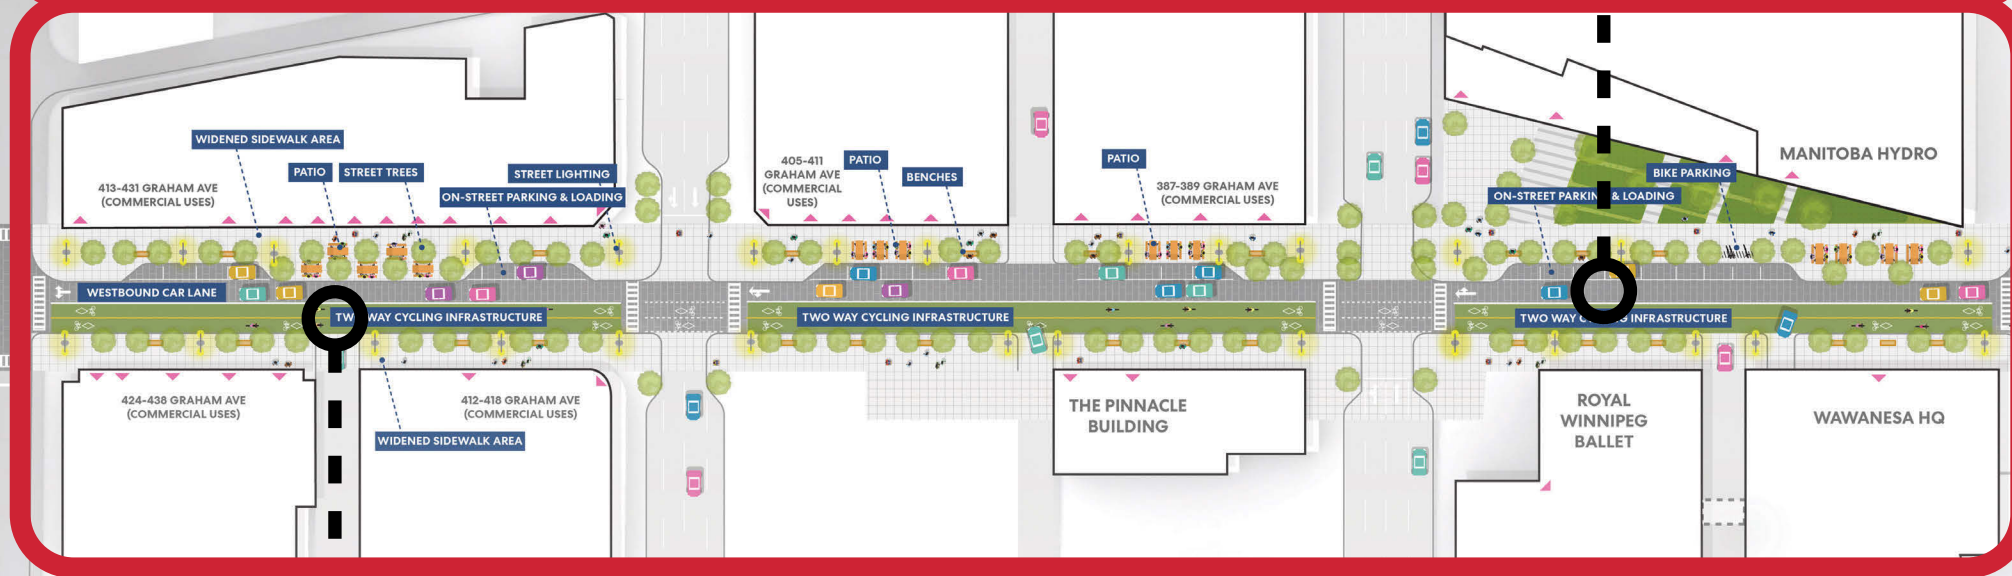 WIDENED SIDEWALK AREA
PATIO
STREET TREES
STREET LIGHTING
ON-STREET PARKING & LOADING
413-431 GRAHAM AVE
(COMMERCIAL USES)
WESTBOUND CAR LANE
TWO WAY CYCLING INFRASTRUCTURE
424-438 GRAHAM AVE
(COMMERCIAL USES)
412-418 GRAHAM AVE
(COMMERCIAL USES)
WIDENED SIDEWALK AREA
405-411
GRAHAM AVE
(COMMERCIAL
USES)
PATIO
BENCHES
PATIO
387-389 GRAHAM AVE
(COMMERCIAL USES)
TWO WAY CYCLING INFRASTRUCTURE
THE PINNACLE
BUILDING
MANITOBA HYDRO
BIKE PARKING
ON-STREET PARKING & LOADING
TWO WAY CYCLING INFRASTRUCTURE
ROYAL
WINNIPEG
BALLET
WAWANESA HQ